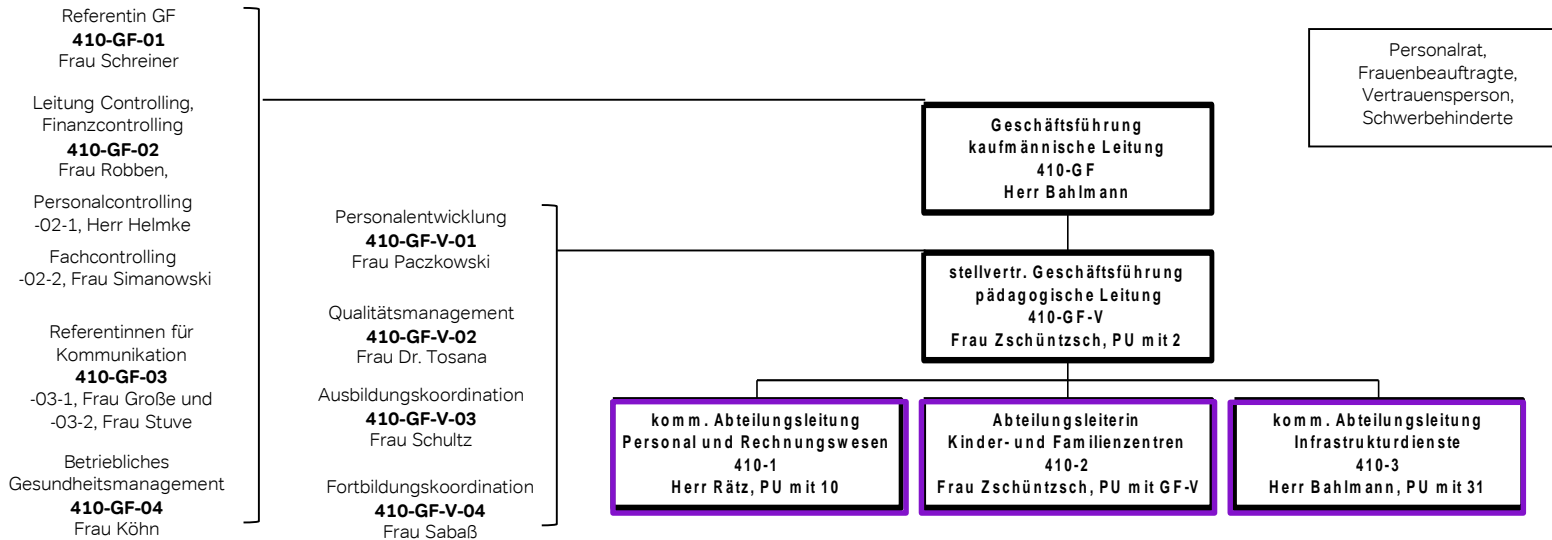 Referentin GF
410-GF-01
Frau Schreiner
Leitung Controlling,
Finanzcontrolling
410-GF-02
Frau Robben,
Personalcontrolling
-02-1, Herr Helmke
Fachcontrolling
-02-2, Frau Simanowski
Referentinnen für
Kommunikation
410-GF-03
-03-1, Frau Große und
-03-2, Frau Stuve
Betriebliches
Gesundheitsmanagement
410-GF-04
Frau Köhn
Personalentwicklung
410-GF-V-01
Frau Paczkowski
Qualitätsmanagement
410-GF-V-02
Frau Dr. Tosana
Ausbildungskoordination
410-GF-V-03
Frau Schultz
Fortbildungskoordination
410-GF-V-04
Frau Sabaß
Geschäftsführung
kaufmännische Leitung
410-GF
Herr Bahlmann
stellvertr. Geschäftsführung
pädagogische Leitung
410-GF-V
Frau Zschüntzsch, PU mit 2
komm. Abteilungsleitung
Personal und Rechnungswesen
410-1
Herr Rätz, PU mit 10
Abteilungsleiterin
Kinder- und Familienzentren
410-2
Frau Zschüntzsch, PU mit GF-V
komm. Abteilungsleitung
Infrastrukturdienste
410-3
Herr Bahlmann, PU mit 31
Personalrat,
Frauenbeauftragte,
Vertrauensperson,
Schwerbehinderte